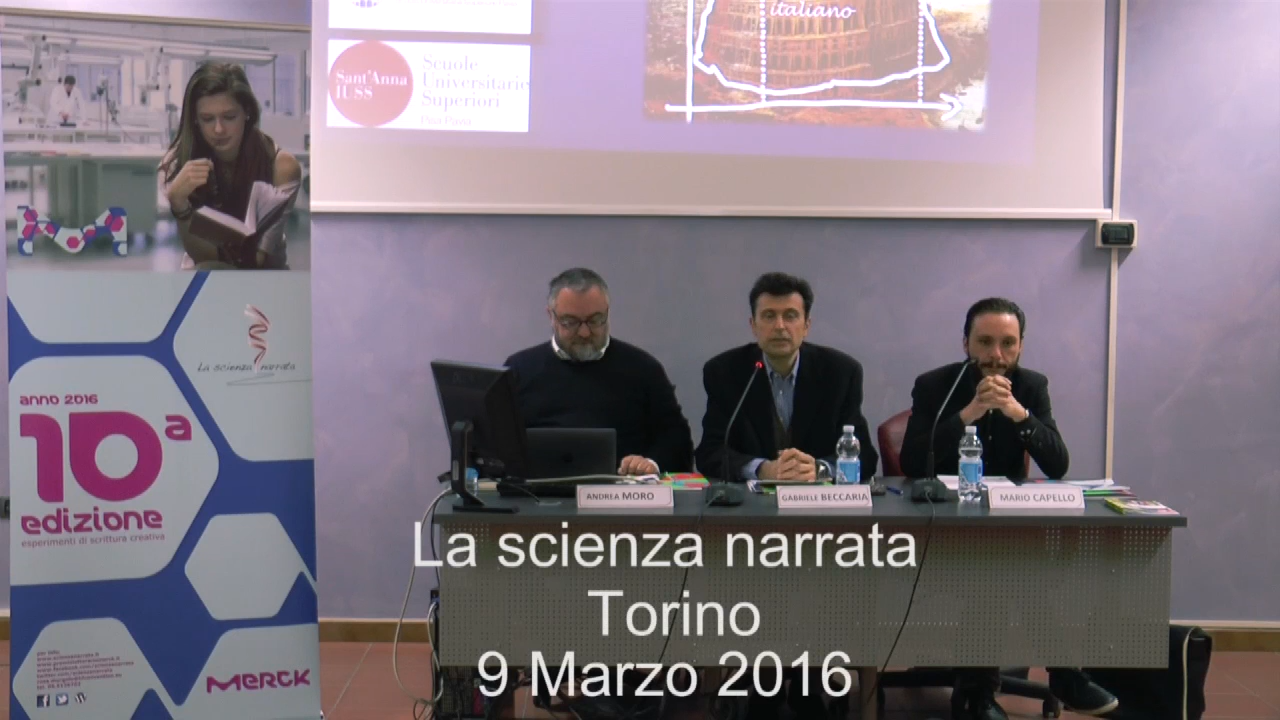 italiano
Sant'Anna
IUSS
Scuole
Universitarie
Superiori
La scienza narrata
anno 2016
10a
edizione
esperimenti di scrittura creativa
MERCK
ANDREA MORO
GABRIELE BECCARIA
MARIO CAPELLO
La scienza narrata
Torino
9 Marzo 2016